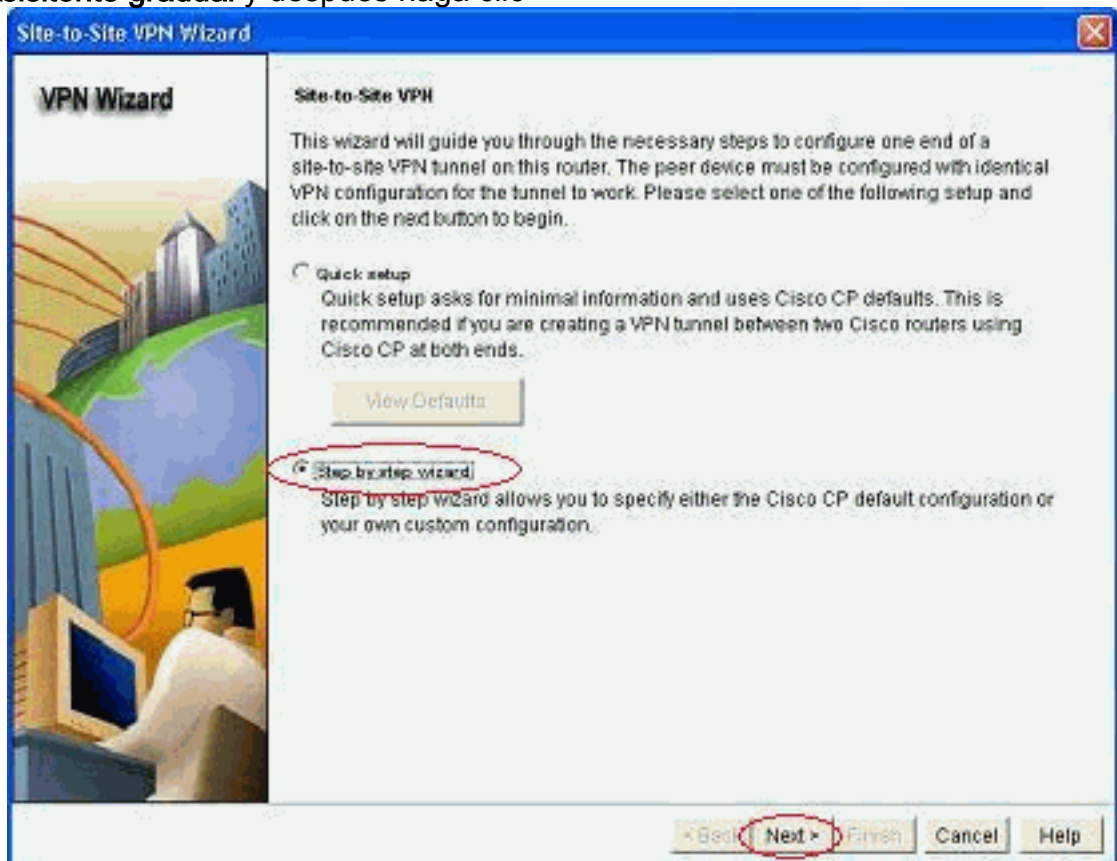 asistente gradual y después haga clic
Site-to-Site VPN Wizard
VPN Wizard
Site-to-Site VPN
This wizard will guide you through the necessary steps to configure one end of a
site-to-site VPN tunnel on this router. The peer device must be configured with identical
VPN configuration for the tunnel to work. Please select one of the following setup and
click on the next button to begin.
Quick setup
Quick setup asks for minimal information and uses Cisco CP defaults. This is
recommended if you are creating a VPN tunnel between two Cisco routers using
Cisco CP at both ends.
View Defaults
Step by step wizard
Step by step wizard allows you to specify either the Cisco CP default configuration or
your own custom configuration.
< Back Next > Finish Cancel Help